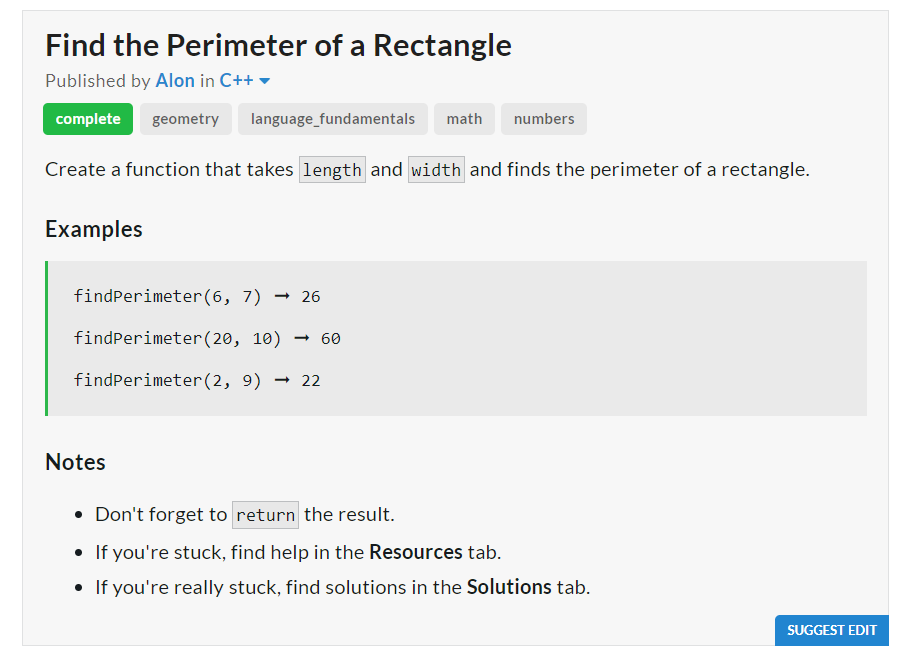 Find the Perimeter of a Rectangle
Published by Alon in C++
complete geometry language_fundamentals math numbers
Create a function that takes length and width and finds the perimeter of a rectangle.
Examples
findPerimeter(6, 7) ➞ 26
findPerimeter(20, 10) ➞ 60
findPerimeter(2, 9) ➞ 22
Notes
• Don't forget to return the result.
• If you're stuck, find help in the Resources tab.
• If you're really stuck, find solutions in the Solutions tab.
SUGGEST EDIT